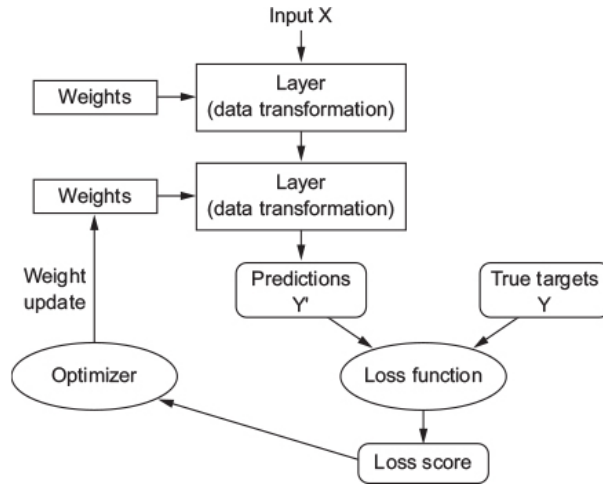 Input X
Layer
(data transformation)
Weights
Layer
(data transformation)
Weights
Predictions
Y'
True targets
Y
Weight
update
Optimizer
Loss function
Loss score